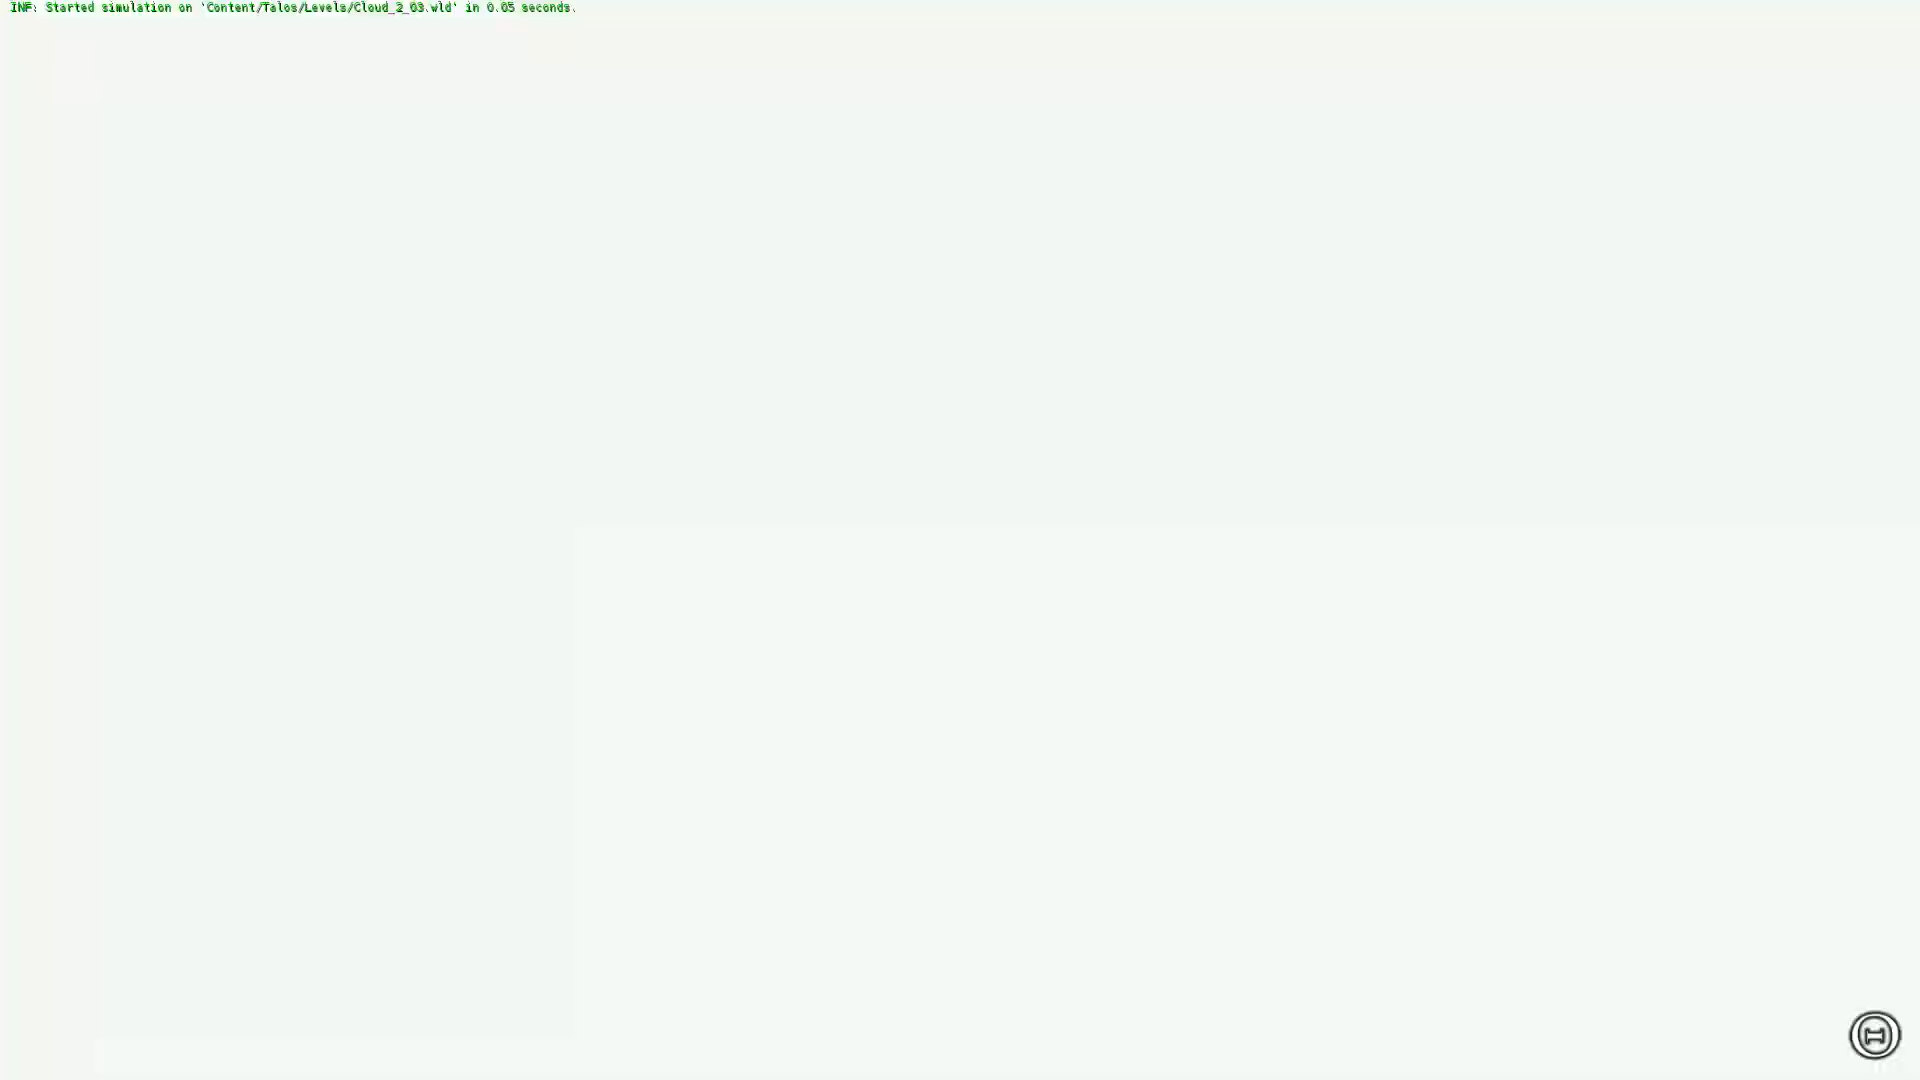 INF: Started simulation on 'Content/Talos/Levels/Cloud_2_03.wld' in 0.05 seconds.